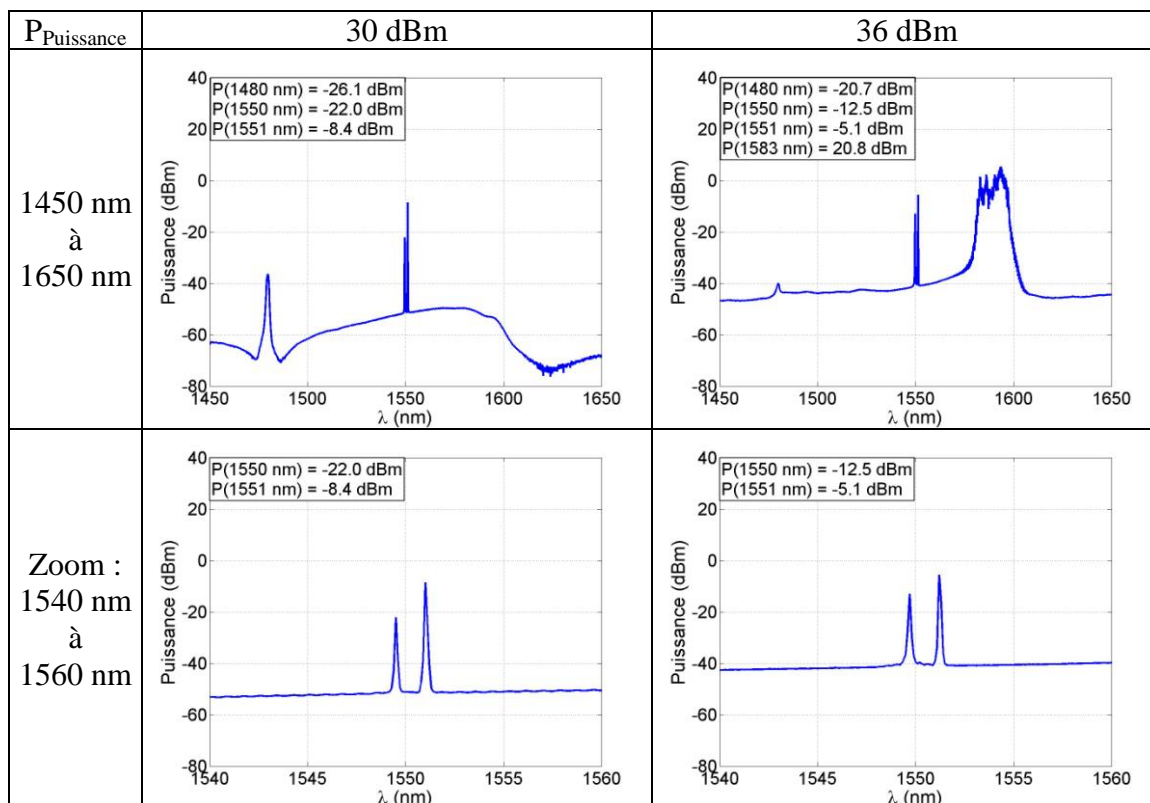 P_Puissance 30 dBm 36 dBm
1450 nm
à
1650 nm
P(1480 nm) = -26.1 dBm
P(1550 nm) = -22.0 dBm
P(1551 nm) = -8.4 dBm
Puissance (dBm)
40
20
0
-20
-40
-60
-80
1450 1500 1550 1600 1650
λ (nm)
P(1480 nm) = -20.7 dBm
P(1550 nm) = -12.5 dBm
P(1551 nm) = -5.1 dBm
P(1583 nm) = 20.8 dBm
Puissance (dBm)
40
20
0
-20
-40
-60
-80
1450 1500 1550 1600 1650
λ (nm)
Zoom :
1540 nm
à
1560 nm
P(1550 nm) = -22.0 dBm
P(1551 nm) = -8.4 dBm
Puissance (dBm)
40
20
0
-20
-40
-60
-80
1540 1545 1550 1555 1560
λ (nm)
P(1550 nm) = -12.5 dBm
P(1551 nm) = -5.1 dBm
Puissance (dBm)
40
20
0
-20
-40
-60
-80
1540 1545 1550 1555 1560
λ (nm)